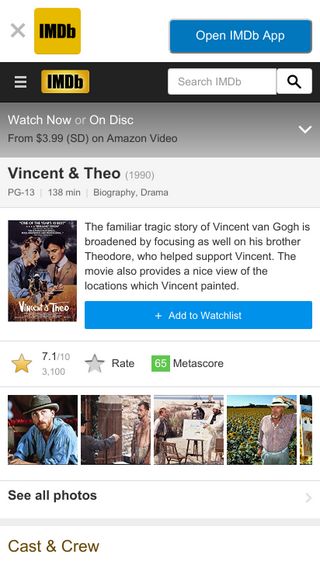 IMDb
Open IMDb App
IMDb
Search IMDb
Watch Now or On Disc
From $3.99 (SD) on Amazon Video
Vincent & Theo (1990)
PG-13 | 138 min | Biography, Drama
The familiar tragic story of Vincent van Gogh is
broadened by focusing as well on his brother
Theodore, who helped support Vincent. The
movie also provides a nice view of the
locations which Vincent painted.
Vincent & Theo
+ Add to Watchlist
7.1/10
3,100
Rate
65 Metascore
See all photos
Cast & Crew